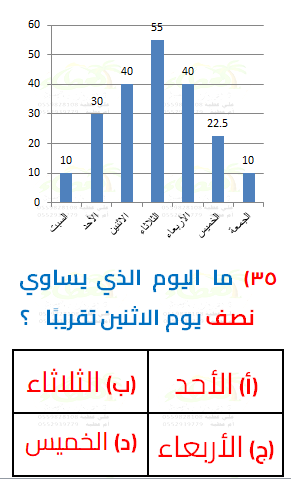 60
50
40
30
20
10
0
10
30
40
55
40
22.5
10
السبت
الأحد
الاثنين
الثلاثاء
الأربعاء
الخميس
الجمعة
٣٥) ما اليوم الذي يساوي
نصف يوم الاثنين تقريبًا ؟
(أ) الأحد
(ب) الثلاثاء
(ج) الأربعاء
(د) الخميس